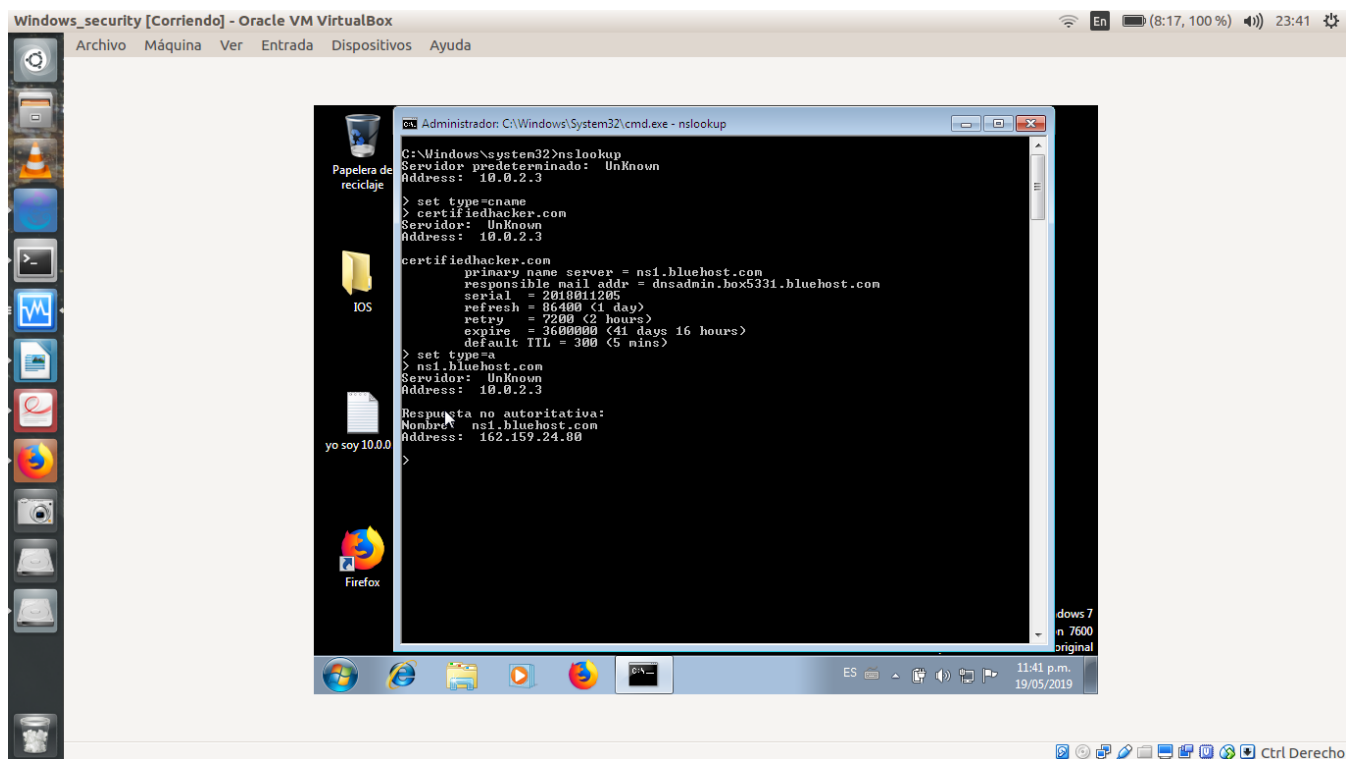 Windows_security [Corriendo] - Oracle VM VirtualBox
En (8:17, 100 %) 23:41
Archivo Máquina Ver Entrada Dispositivos Ayuda
Administrador: C:\Windows\System32\cmd.exe - nslookup
C:\Windows\system32>nslookup
Servidor predeterminado:  UnKnown
Address:  10.0.2.3
> set type=cname
> certifiedhacker.com
Servidor:  UnKnown
Address:  10.0.2.3
certifiedhacker.com
primary name server = ns1.bluehost.com
responsible mail addr = dnsadmin.box5331.bluehost.com
serial  = 2018011205
refresh = 86400 (1 day)
retry   = 7200 (2 hours)
expire  = 3600000 (41 days 16 hours)
default TTL = 300 (5 mins)
> set type=a
> ns1.bluehost.com
Servidor:  UnKnown
Address:  10.0.2.3
Respuesta no autoritativa:
Nombre:  ns1.bluehost.com
Address:  162.159.24.80
>
Papelera de
reciclaje
IOS
yo soy 10.0.0
Firefox
dows 7
n 7600
original
ES
11:41 p.m.
19/05/2019
Ctrl Derecho